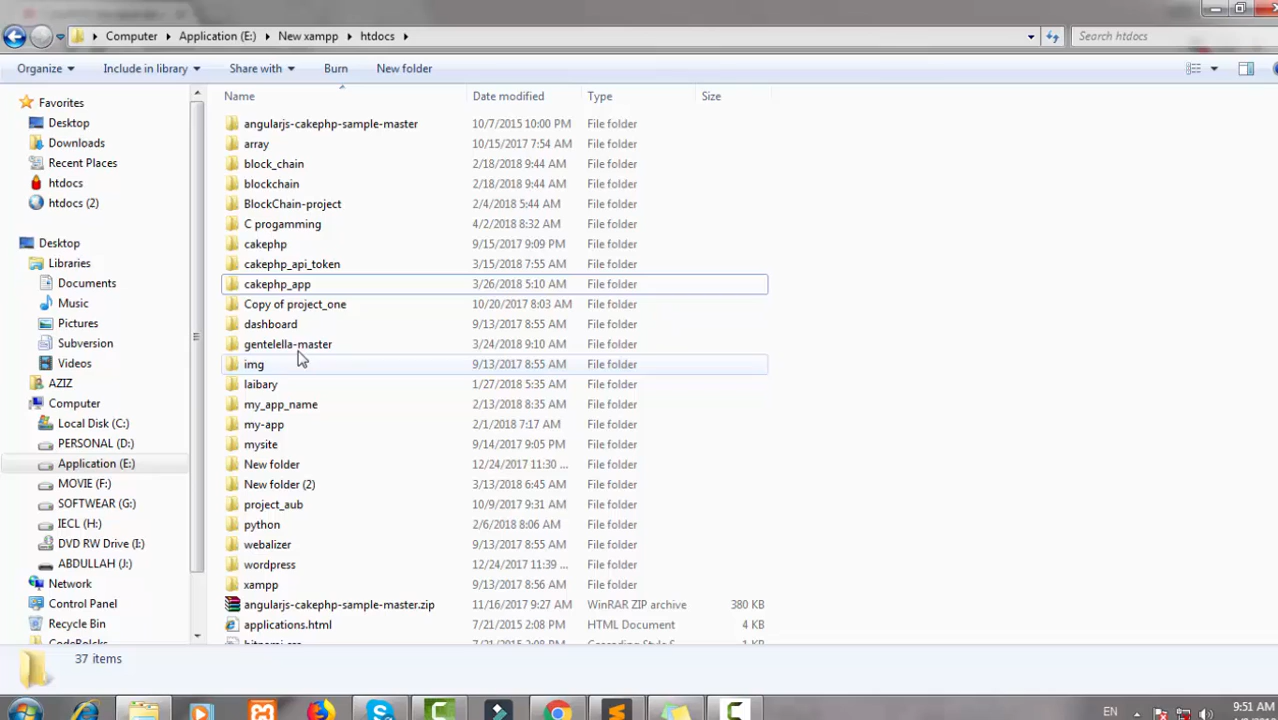 Computer Application (E:) New xampp htdocs Search htdocs
Organize Include in library Share with Burn New folder
Name Date modified Type Size
Favorites
Desktop
Downloads
Recent Places
htdocs
htdocs (2)
Desktop
Libraries
Documents
Music
Pictures
Subversion
Videos
AZIZ
Computer
Local Disk (C:)
PERSONAL (D:)
Application (E:)
MOVIE (F:)
SOFTWEAR (G:)
IECL (H:)
DVD RW Drive (I:)
ABDULLAH (J:)
Network
Control Panel
Recycle Bin
angularjs-cakephp-sample-master 10/7/2015 10:00 PM File folder
array 10/15/2017 7:54 AM File folder
block_chain 2/18/2018 9:44 AM File folder
blockchain 2/18/2018 9:44 AM File folder
BlockChain-project 2/4/2018 5:44 AM File folder
C progamming 4/2/2018 8:32 AM File folder
cakephp 9/15/2017 9:09 PM File folder
cakephp_api_token 3/15/2018 7:55 AM File folder
cakephp_app 3/26/2018 5:10 AM File folder
Copy of project_one 10/20/2017 8:03 AM File folder
dashboard 9/13/2017 8:55 AM File folder
gentelella-master 3/24/2018 9:10 AM File folder
img 9/13/2017 8:55 AM File folder
laibary 1/27/2018 5:35 AM File folder
my_app_name 2/13/2018 8:35 AM File folder
my-app 2/1/2018 7:17 AM File folder
mysite 9/14/2017 9:05 PM File folder
New folder 12/24/2017 11:30 ... File folder
New folder (2) 3/13/2018 6:45 AM File folder
project_aub 10/9/2017 9:31 AM File folder
python 2/6/2018 8:06 AM File folder
webalizer 9/13/2017 8:55 AM File folder
wordpress 12/24/2017 11:39 ... File folder
xampp 9/13/2017 8:56 AM File folder
angularjs-cakephp-sample-master.zip 11/16/2017 9:27 AM WinRAR ZIP archive 380 KB
applications.html 7/21/2015 2:08 PM HTML Document 4 KB
37 items
EN 9:51 AM